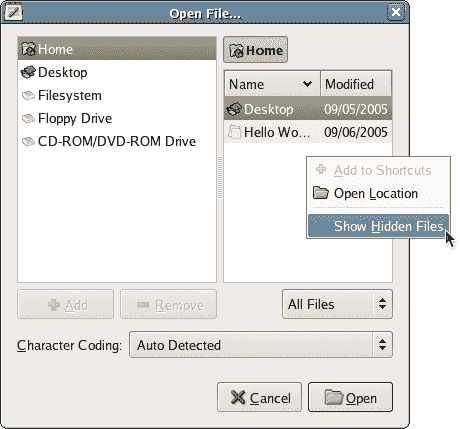 Open File...
Home
Desktop
Filesystem
Floppy Drive
CD-ROM/DVD-ROM Drive
Home
Name Modified
Desktop 09/05/2005
Hello Wo... 09/06/2005
Add to Shortcuts
Open Location
Show Hidden Files
Add
Remove
All Files
Character Coding: Auto Detected
Cancel
Open